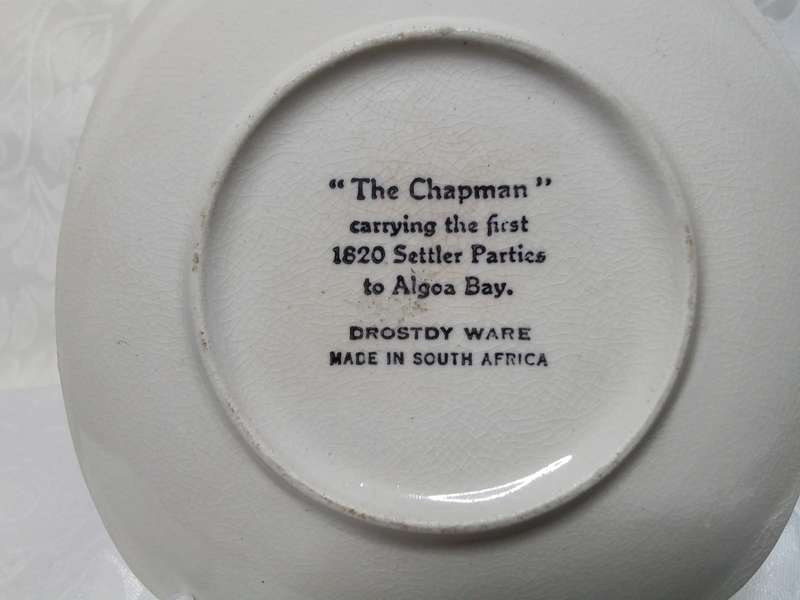 “The Chapman”
carrying the first
1820 Settler Parties
to Algoa Bay.
DROSTDY WARE
MADE IN SOUTH AFRICA